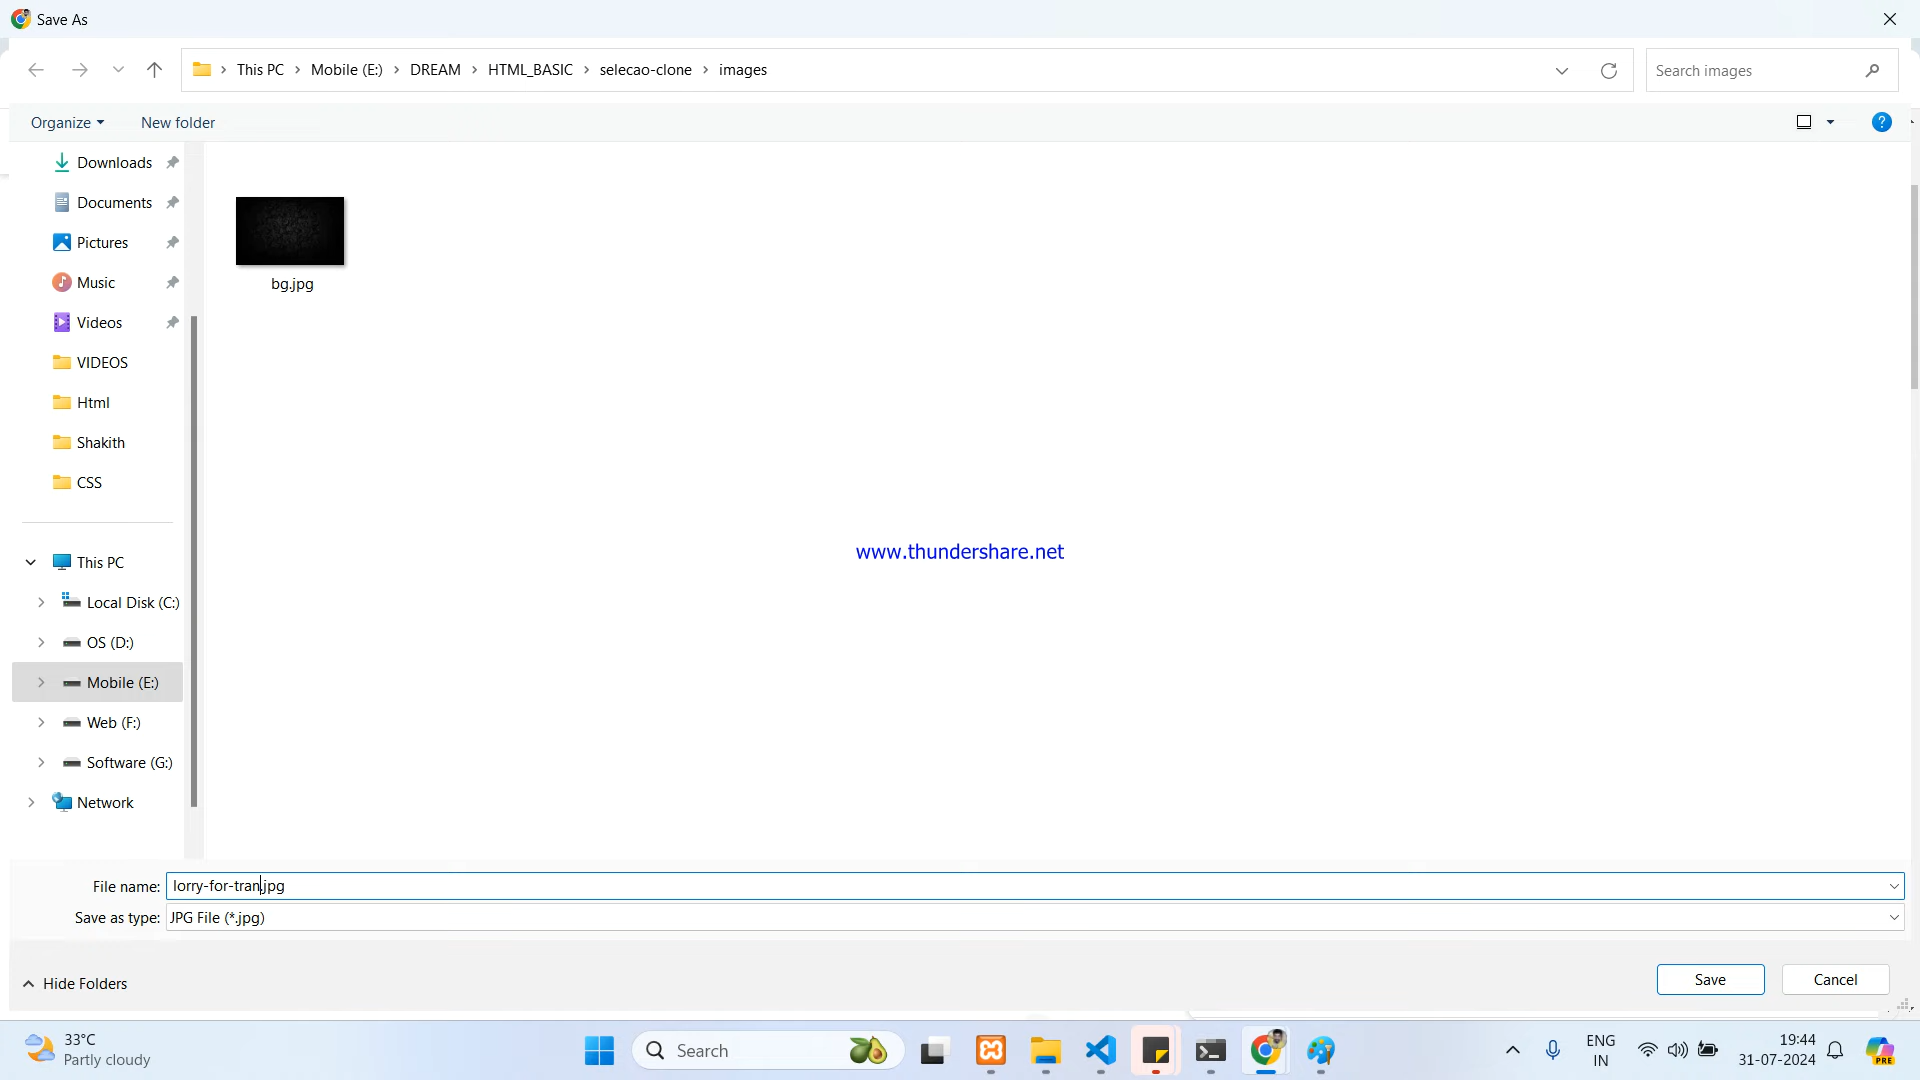 Save As
This PC > Mobile (E:) > DREAM > HTML_BASIC > selecao-clone > images
Search images
Organize
New folder
Downloads
Documents
Pictures
Music
Videos
VIDEOS
Html
Shakith
CSS
This PC
Local Disk (C:)
OS (D:)
Mobile (E:)
Web (F:)
Software (G:)
Network
bg.jpg
www.thundershare.net
File name: lorry-for-tran.jpg
Save as type: JPG File (*.jpg)
Hide Folders
Save
Cancel
33°C
Partly cloudy
Search
ENG
IN
19:44
31-07-2024
PRE